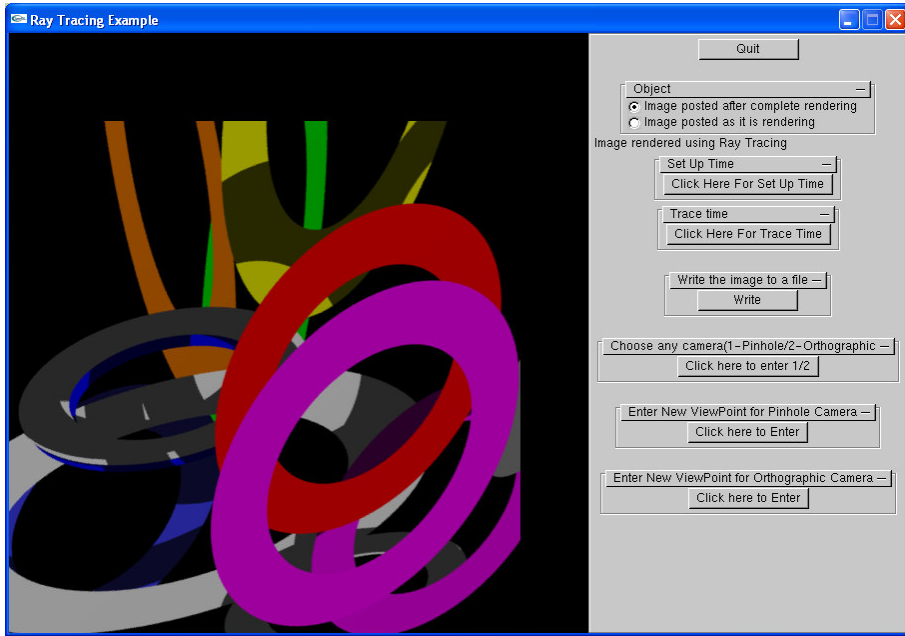 Ray Tracing Example
Quit
Object
Image posted after complete rendering
Image posted as it is rendering
Image rendered using Ray Tracing
Set Up Time
Click Here For Set Up Time
Trace time
Click Here For Trace Time
Write the image to a file
Write
Choose any camera(1-Pinhole/2-Orthographic
Click here to enter 1/2
Enter New ViewPoint for Pinhole Camera
Click here to Enter
Enter New ViewPoint for Orthographic Camera
Click here to Enter